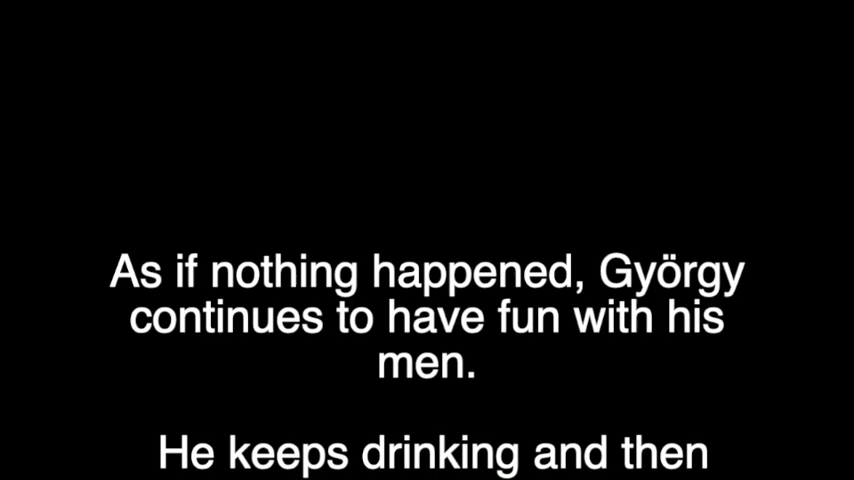 As if nothing happened, György
continues to have fun with his
men.
He keeps drinking and then